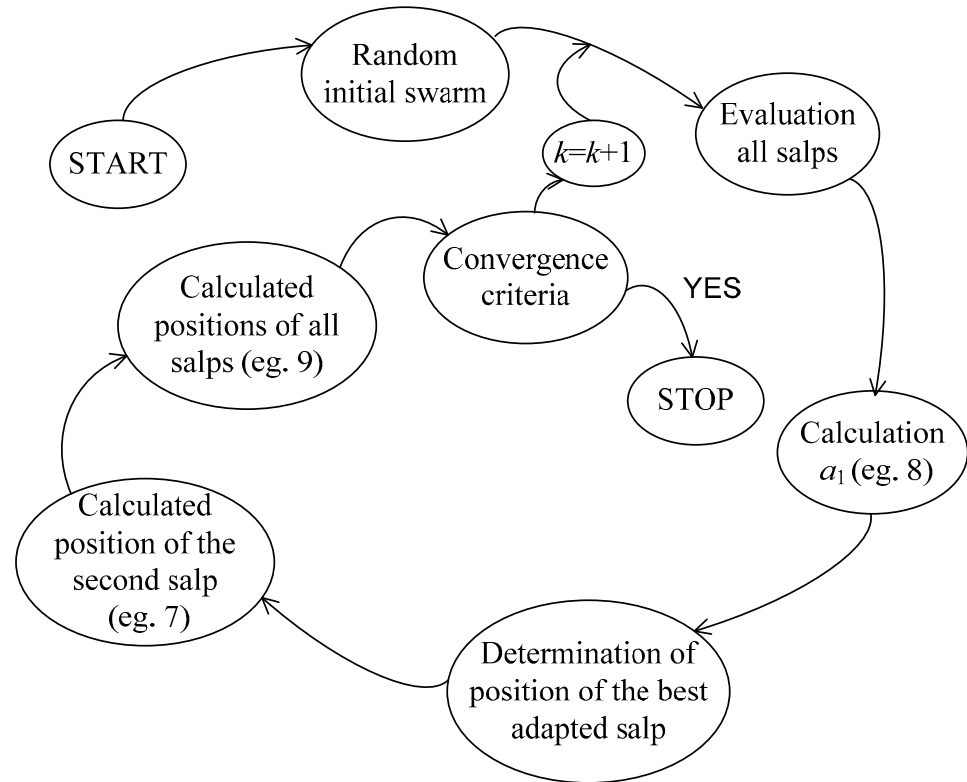 START
Random
initial swarm
k=k+1
Evaluation
all salps
Calculation
a₁ (eg. 8)
Determination of
position of the best
adapted salp
Calculated
position of the
second salp
(eg. 7)
Calculated
positions of all
salps (eg. 9)
Convergence
criteria
YES
STOP